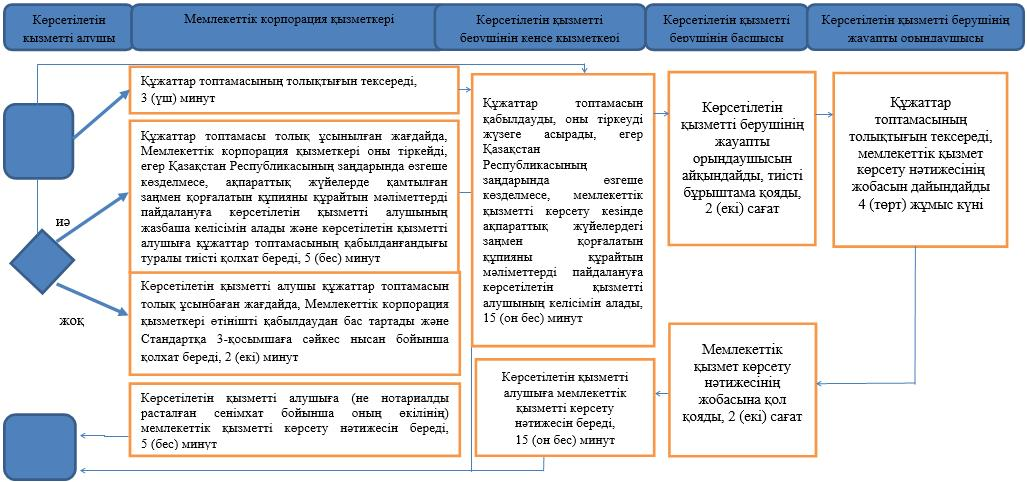 Көрсетілетін
қызметті алушы
Мемлекеттік корпорация қызметкері
Көрсетілетін қызметті
берушінің кеңсе қызметкері
Көрсетілетін қызметті
берушінің басшысы
Көрсетілетін қызметті берушінің
жауапты орындаушысы
Құжаттар топтамасының толықтығын тексереді,
3 (үш) минут
Құжаттар топтамасы толық ұсынылған жағдайда,
Мемлекеттік корпорация қызметкері оны тіркейді,
егер Қазақстан Республикасының заңдарында өзгеше
көзделмесе, ақпараттық жүйелерде қамтылған
заңмен қорғалатын құпияны құрайтын мәліметтерді
пайдалануға көрсетілетін қызметті алушының
жазбаша келісімін алады және көрсетілетін қызметті
алушыға құжаттар топтамасының қабылданғандығы
туралы тиісті қолхат береді, 5 (бес) минут
иә
жоқ
Көрсетілетін қызметті алушы құжаттар топтамасын
толық ұсынбаған жағдайда, Мемлекеттік корпорация
қызметкері өтінішті қабылдаудан бас тартады және
Стандартқа 3-қосымшаға сәйкес нысан бойынша
қолхат береді, 2 (екі) минут
Көрсетілетін қызметті алушыға (не нотариалды
расталған сенімхат бойынша оның өкілінің)
мемлекеттік қызметті көрсету нәтижесін береді,
5 (бес) минут
Құжаттар топтамасын
қабылдауды, оны тіркеуді
жүзеге асырады, егер
Қазақстан
Республикасының
заңдарында өзгеше
көзделмесе, мемлекеттік
қызметті көрсету кезінде
ақпараттық жүйелердегі
заңмен қорғалатын
құпияны құрайтын
мәліметтерді пайдалануға
көрсетілетін қызметті
алушының келісімін алады,
15 (он бес) минут
Көрсетілетін қызметті
алушыға мемлекеттік
қызметті көрсету
нәтижесін береді,
15 (он бес) минут
Көрсетілетін
қызметті берушінің
жауапты
орындаушысын
айқындайды, тиісті
бұрыштама қояды,
2 (екі) сағат
Мемлекеттік
қызмет көрсету
нәтижесінің
жобасына қол
қояды, 2 (екі) сағат
Құжаттар
топтамасының
толықтығын тексереді,
мемлекеттік қызмет
көрсету нәтижесінің
жобасын дайындайды
4 (төрт) жұмыс күні